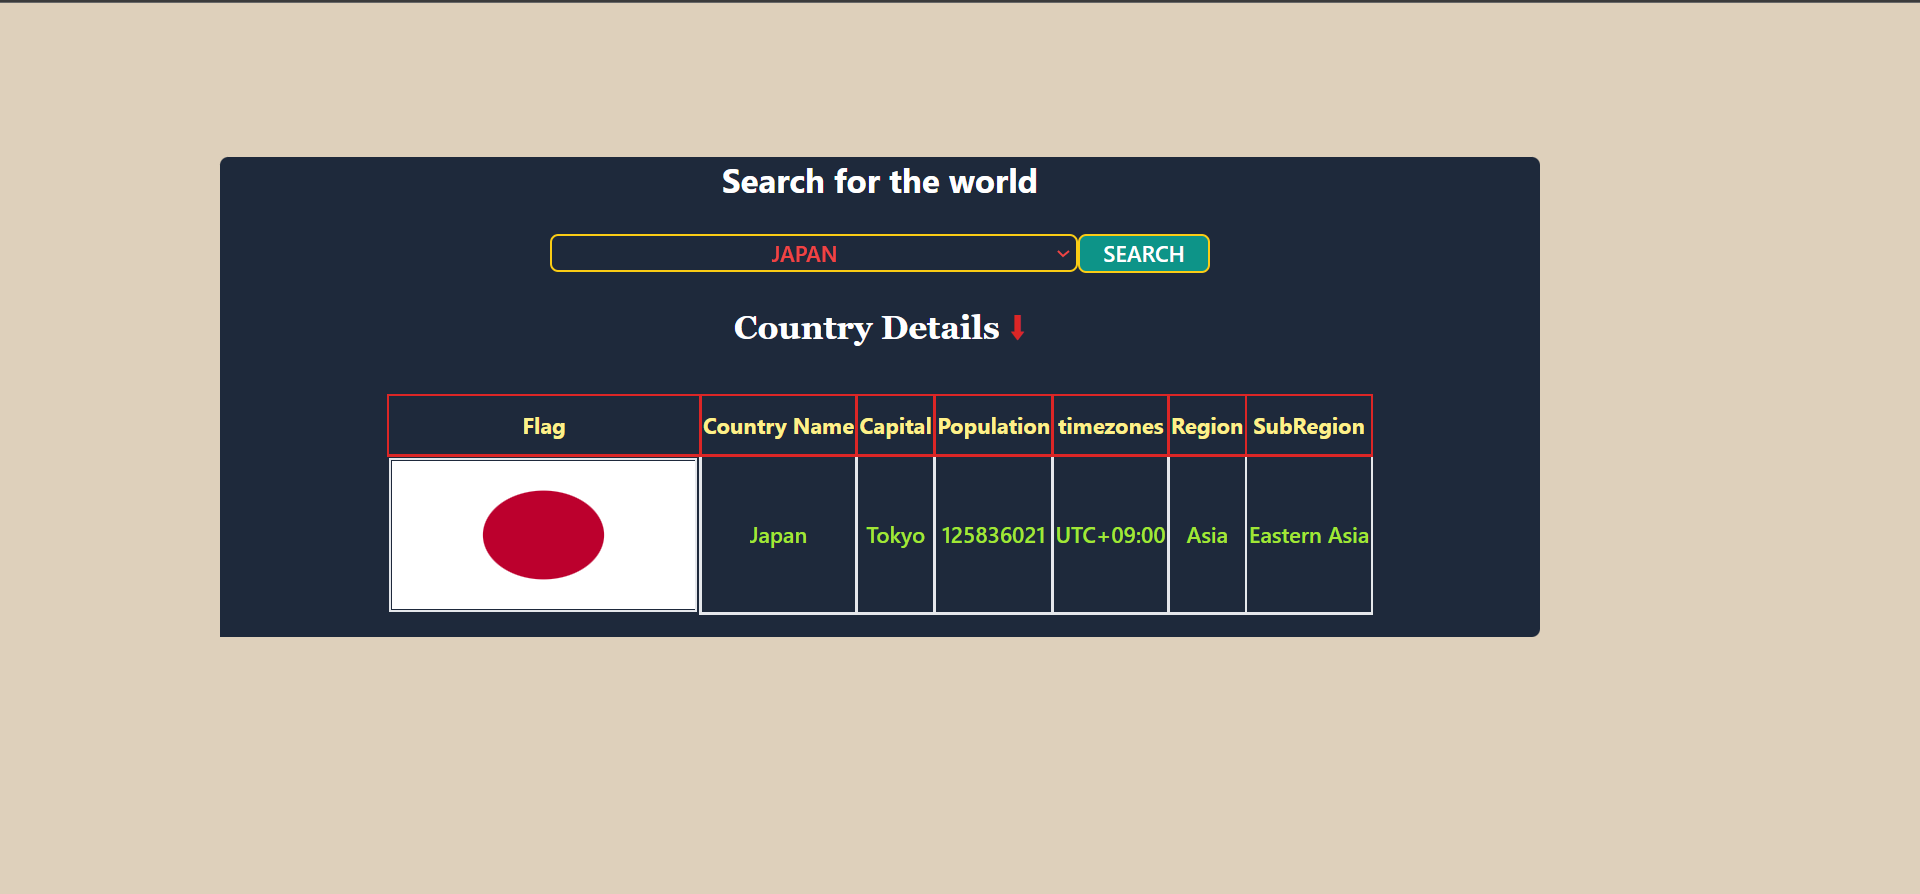 Search for the world
JAPAN SEARCH
Country Details
Flag Country Name Capital Population timezones Region SubRegion
Japan Tokyo 125836021 UTC+09:00 Asia Eastern Asia